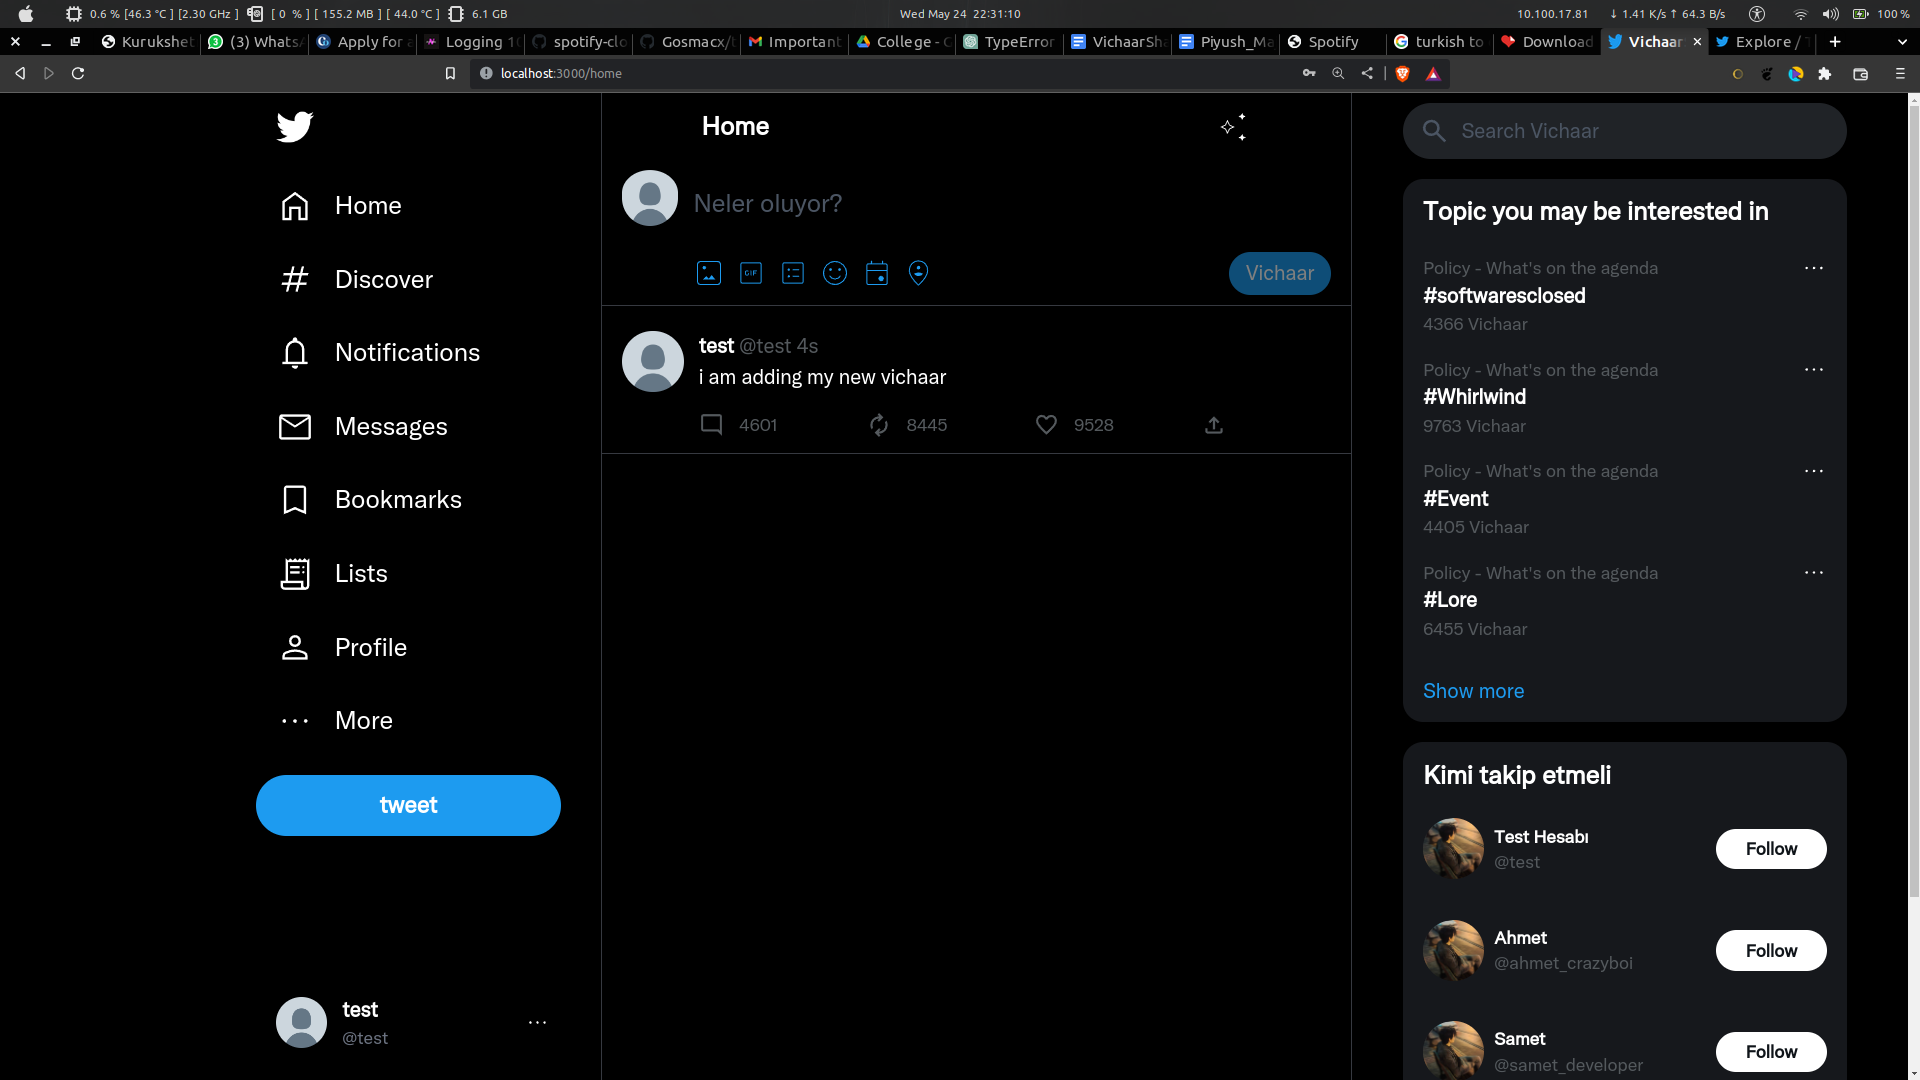 0.6 % [46.3 °C ] [2.30 GHz ] [ 0 % ] [ 155.2 MB ] [ 44.0 °C ] 6.1 GB
Wed May 24 22:31:10
10.100.17.81 ↓ 1.41 K/s ↑ 64.3 B/s 100 %
Kurukshet
(3) Whats
Apply for a
Logging 1
spotify-clo
Gosmacx/t
Important
College - 
TypeError
VichaarSh
Piyush_Ma
Spotify
turkish to
Download
Vichaar
Explore / 
localhost:3000/home
Home
Discover
Notifications
Messages
Bookmarks
Lists
Profile
More
tweet
test
@test
Home
Neler oluyor?
GIF
Vichaar
test @test 4s
i am adding my new vichaar
4601 8445 9528
Search Vichaar
Topic you may be interested in
Policy - What's on the agenda
#softwaresclosed
4366 Vichaar
Policy - What's on the agenda
#Whirlwind
9763 Vichaar
Policy - What's on the agenda
#Event
4405 Vichaar
Policy - What's on the agenda
#Lore
6455 Vichaar
Show more
Kimi takip etmeli
Test Hesabı
@test
Follow
Ahmet
@ahmet_crazyboi
Follow
Samet
@samet_developer
Follow